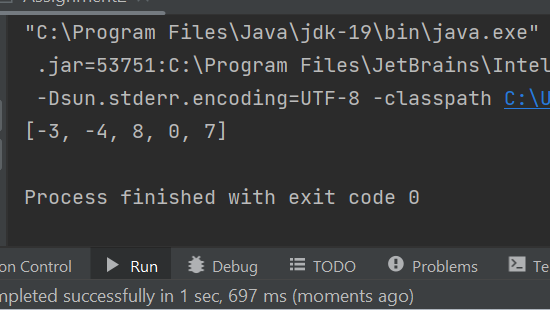 "C:\Program Files\Java\jdk-19\bin\java.exe"
.jar=53751:C:\Program Files\JetBrains\Intel
-Dsun.stderr.encoding=UTF-8 -classpath C:\U
[-3, -4, 8, 0, 7]
Process finished with exit code 0
on Control Run Debug TODO Problems Te
mpleted successfully in 1 sec, 697 ms (moments ago)